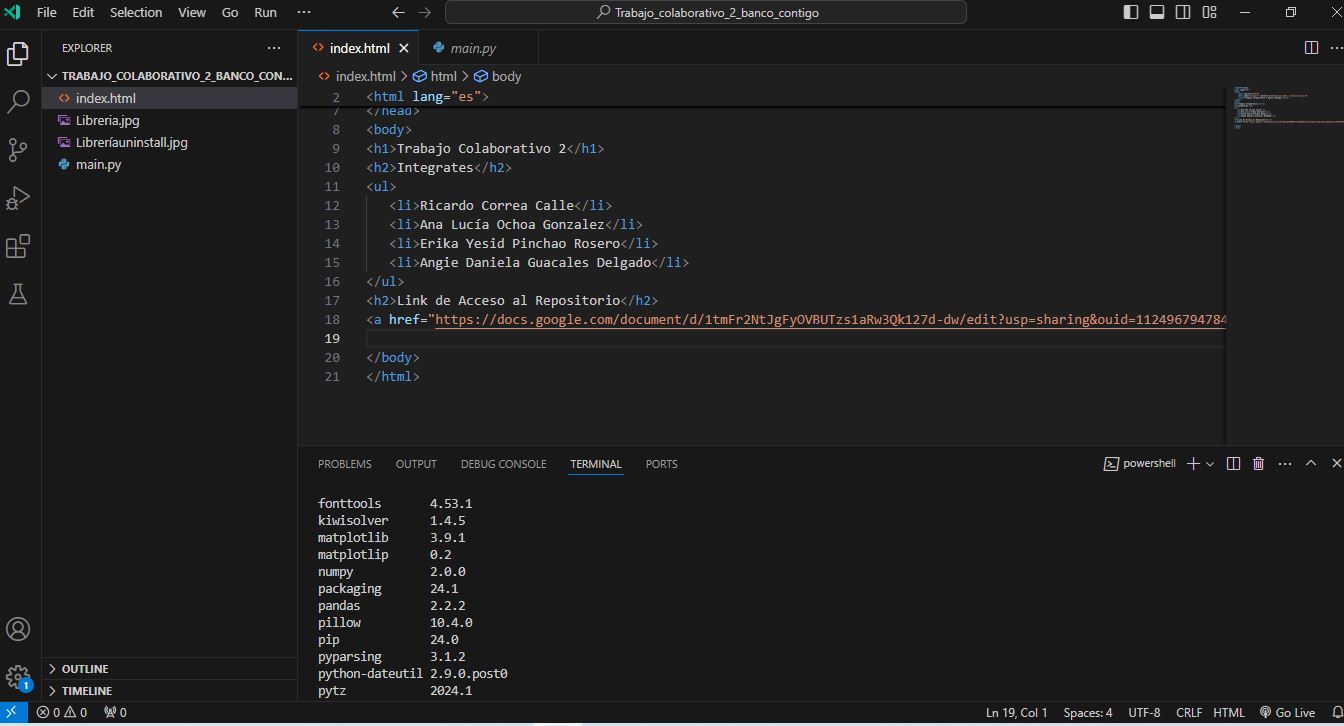 File Edit Selection View Go Run ···
Trabajo_colaborativo_2_banco_contigo
EXPLORER
TRABAJO_COLABORATIVO_2_BANCO_CON...
index.html
Libreria.jpg
Libreríauninstall.jpg
main.py
OUTLINE
TIMELINE
index.html
main.py
index.html > html > body
2 <html lang="es">
7 </head>
8 <body>
9 <h1>Trabajo Colaborativo 2</h1>
10 <h2>Integrates</h2>
11 <ul>
12 <li>Ricardo Correa Calle</li>
13 <li>Ana Lucía Ochoa Gonzalez</li>
14 <li>Erika Yesid Pinchao Rosero</li>
15 <li>Angie Daniela Guacales Delgado</li>
16 </ul>
17 <h2>Link de Acceso al Repositorio</h2>
18 <a href="https://docs.google.com/document/d/1tmFr2NtJgFyOVBUTzs1aRw3Qk127d-dw/edit?usp=sharing&ouid=112496794784
19
20 </body>
21 </html>
PROBLEMS OUTPUT DEBUG CONSOLE TERMINAL PORTS
powershell
fonttools 4.53.1
kiwisolver 1.4.5
matplotlib 3.9.1
matplotlip 0.2
numpy 2.0.0
packaging 24.1
pandas 2.2.2
pillow 10.4.0
pip 24.0
pyparsing 3.1.2
python-dateutil 2.9.0.post0
pytz 2024.1
1
0 0 0
Ln 19, Col 1 Spaces: 4 UTF-8 CRLF HTML Go Live